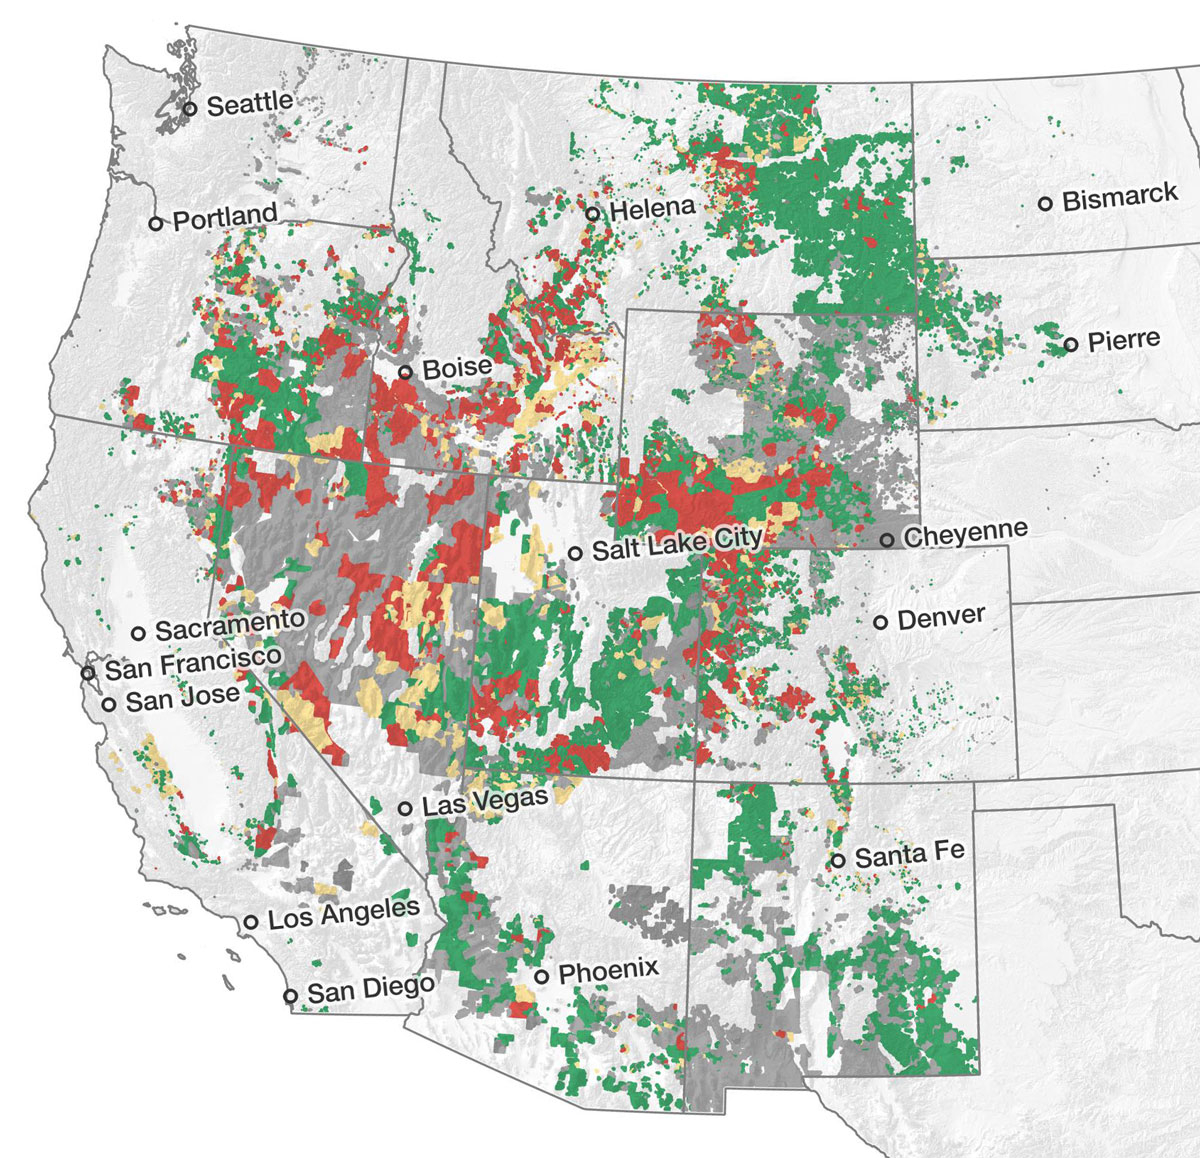 Seattle
Portland
Helena
Bismarck
Pierre
Boise
Salt Lake City
Cheyenne
Denver
Sacramento
San Francisco
San Jose
Las Vegas
Santa Fe
Los Angeles
Phoenix
San Diego